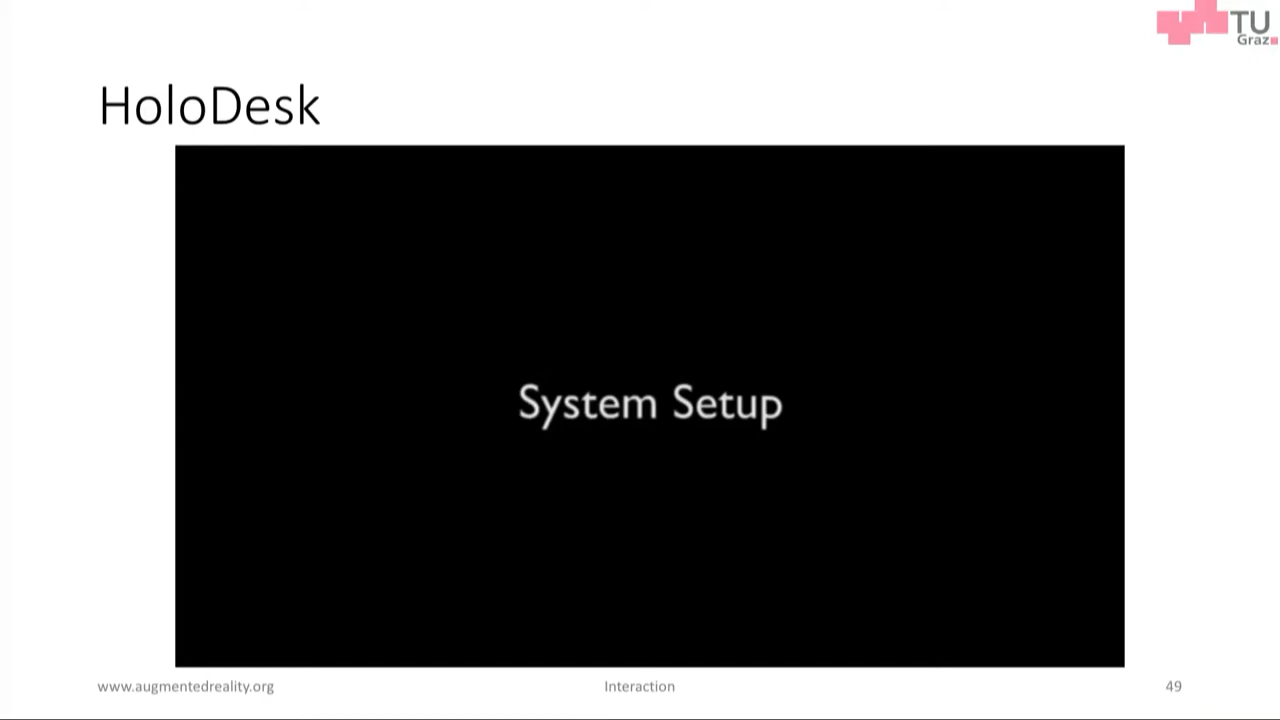 TU
Graz
HoloDesk
System Setup
www.augmentedreality.org
Interaction
49